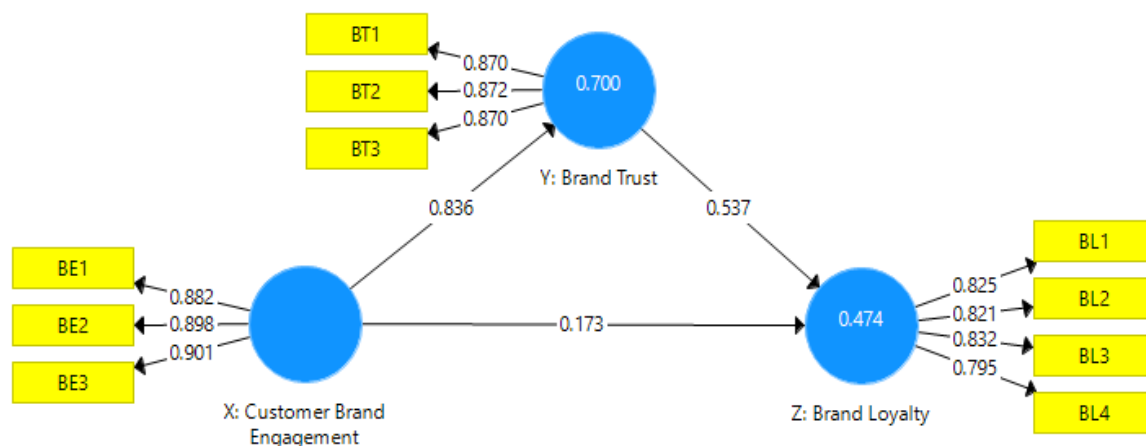 BT1
0.870
BT2
0.872
0.870
BT3
0.700
Y: Brand Trust
0.836
0.537
BE1
0.882
BE2
0.898
0.901
BE3
X: Customer Brand
Engagement
0.173
0.474
Z: Brand Loyalty
BL1
0.825
BL2
0.821
0.832
BL3
0.795
BL4